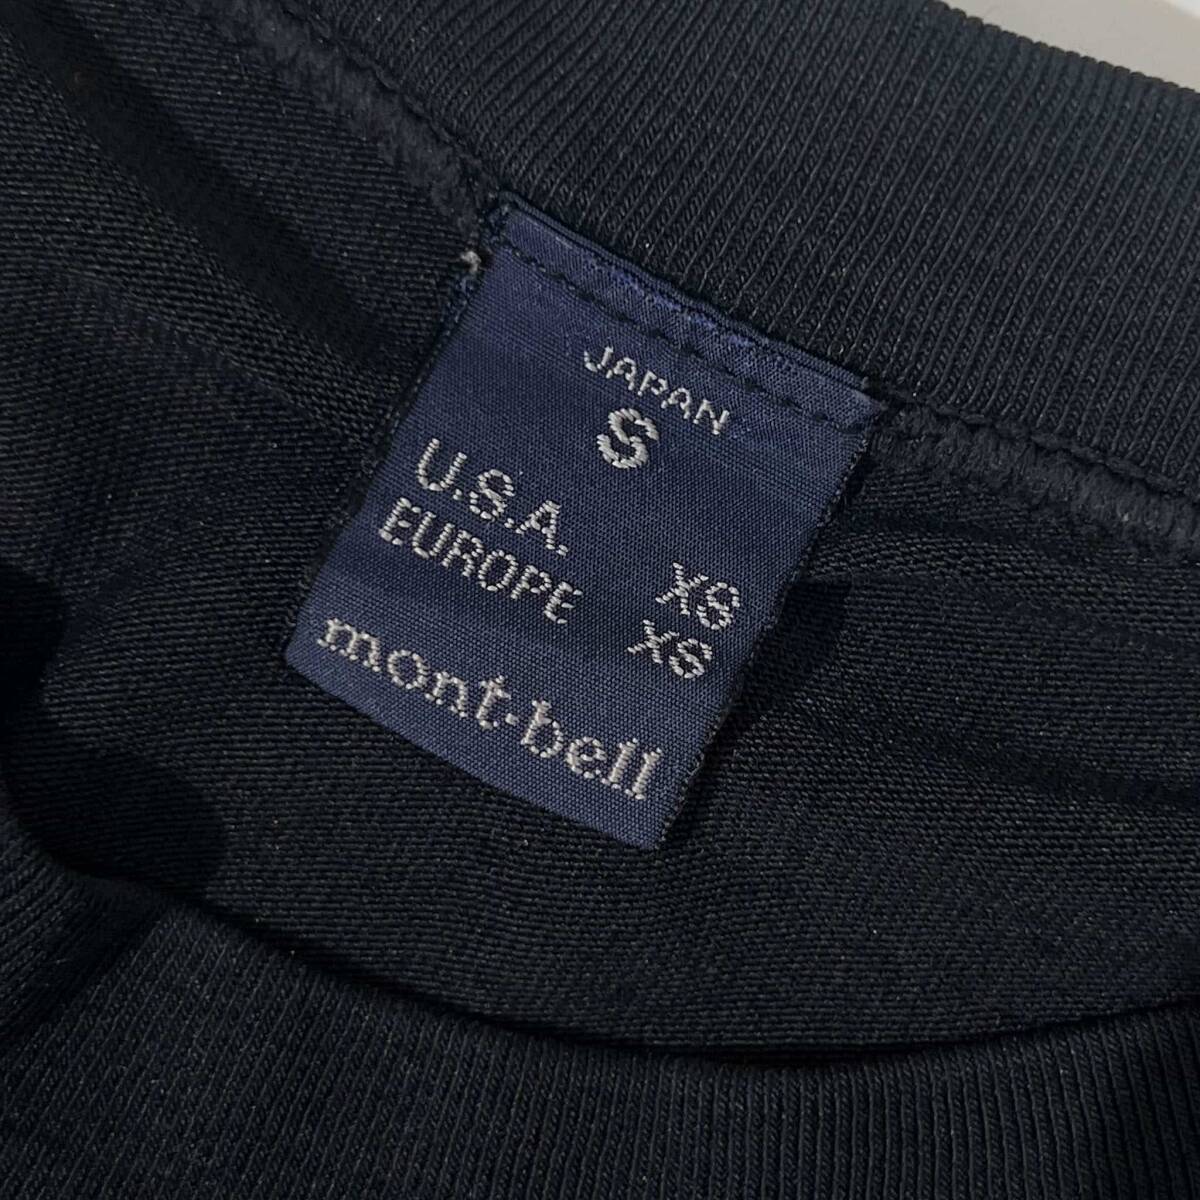 JAPAN
S
U.S.A. XS
EUROPE XS
mont-bell